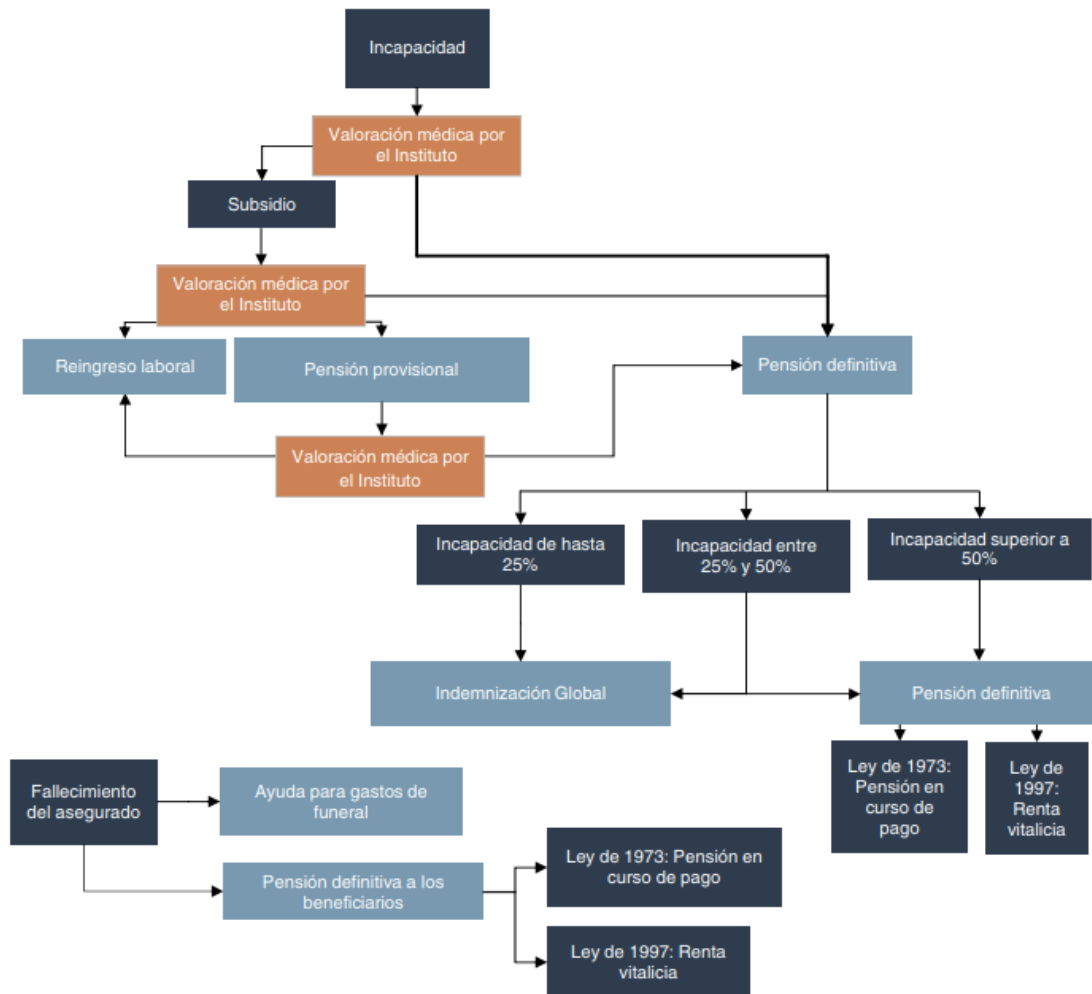 Incapacidad
Valoración médica por
el Instituto
Subsidio
Valoración médica por
el Instituto
Reingreso laboral
Pensión provisional
Pensión definitiva
Valoración médica por
el Instituto
Incapacidad de hasta
25%
Incapacidad entre
25% y 50%
Incapacidad superior a
50%
Indemnización Global
Pensión definitiva
Ley de 1973:
Pensión en
curso de
pago
Ley de
1997:
Renta
vitalicia
Fallecimiento
del asegurado
Ayuda para gastos de
funeral
Pensión definitiva a los
beneficiarios
Ley de 1973: Pensión en
curso de pago
Ley de 1997: Renta
vitalicia